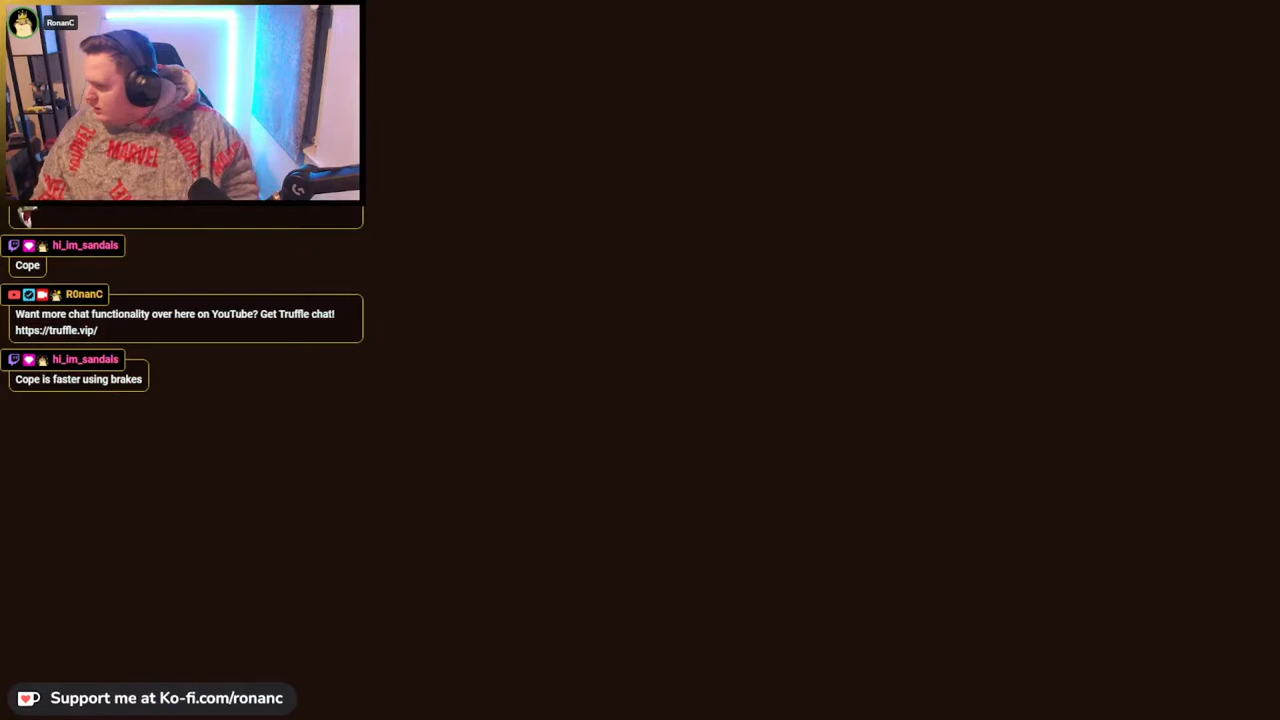 RonanC
MARVEL
hi_im_sandals
Cope
R0nanC
Want more chat functionality over here on YouTube? Get Truffle chat!
https://truffle.vip/
hi_im_sandals
Cope is faster using brakes
Support me at Ko-fi.com/ronanc